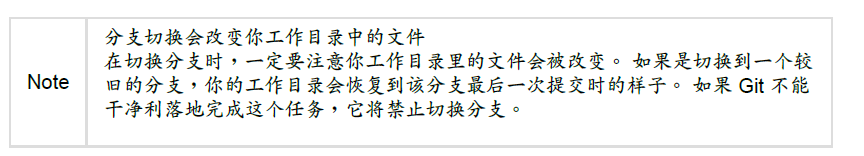 Note
分支切换会改变你工作目录中的文件
在切换分支时，一定要注意你工作目录里的文件会被改变。 如果是切换到一个较
旧的分支，你的工作目录会恢复到该分支最后一次提交时的样子。 如果 Git 不能
干净利落地完成这个任务，它将禁止切换分支。